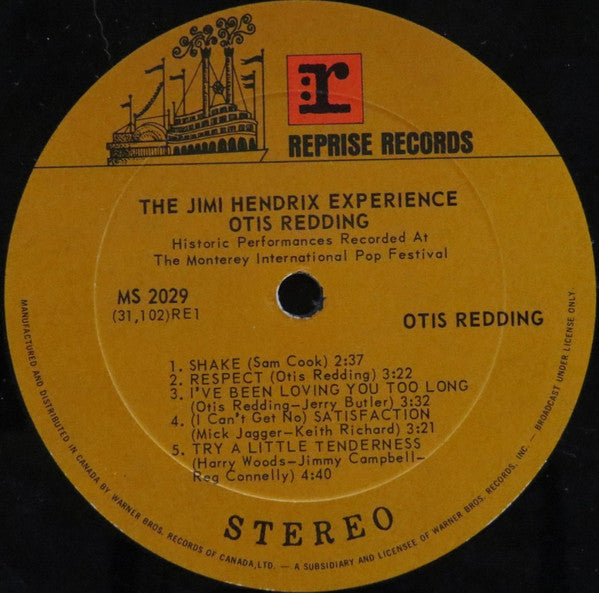 r
REPRISE RECORDS
THE JIMI HENDRIX EXPERIENCE
OTIS REDDING
Historic Performances Recorded At
The Monterey International Pop Festival
MS 2029
(31,102)RE1
OTIS REDDING
1. SHAKE (Sam Cook) 2:37
2. RESPECT (Otis Redding) 3:22
3. I'VE BEEN LOVING YOU TOO LONG
(Otis Redding—Jerry Butler) 3:32
4. (I Can't Get No) SATISFACTION
(Mick Jagger—Keith Richard) 3:21
5. TRY A LITTLE TENDERNESS
(Harry Woods—Jimmy Campbell—
Reg Connelly) 4:40
STEREO
MANUFACTURED AND DISTRIBUTED IN CANADA BY WARNER BROS. RECORDS OF CANADA, LTD. — A SUBSIDIARY AND LICENSEE OF WARNER BROS. RECORDS, INC. . BROADCAST UNDER LICENSE ONLY.